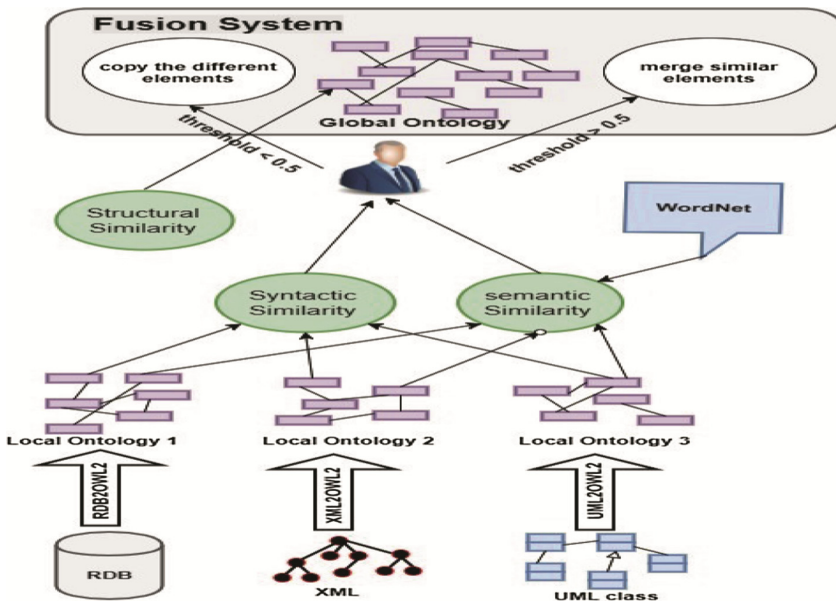 Fusion System
copy the different
elements
merge similar
elements
Global Ontology
threshold < 0.5
threshold > 0.5
Structural
Similarity
WordNet
Syntactic
Similarity
semantic
Similarity
Local Ontology 1
Local Ontology 2
Local Ontology 3
RDB2OWL2
XML2OWL2
UML2OWL2
RDB
XML
UML class